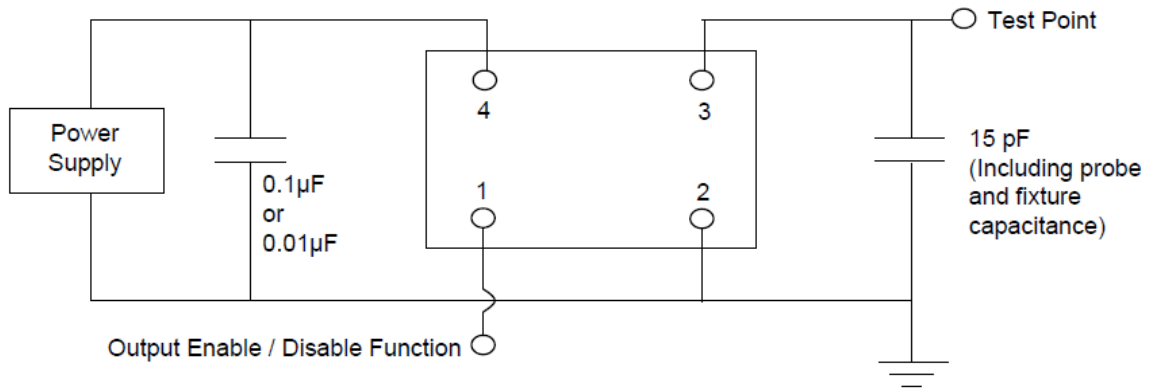 Test Point
Power
Supply
4
3
15 pF
(Including probe
and fixture
capacitance)
0.1µF
or
0.01µF
1
2
Output Enable / Disable Function